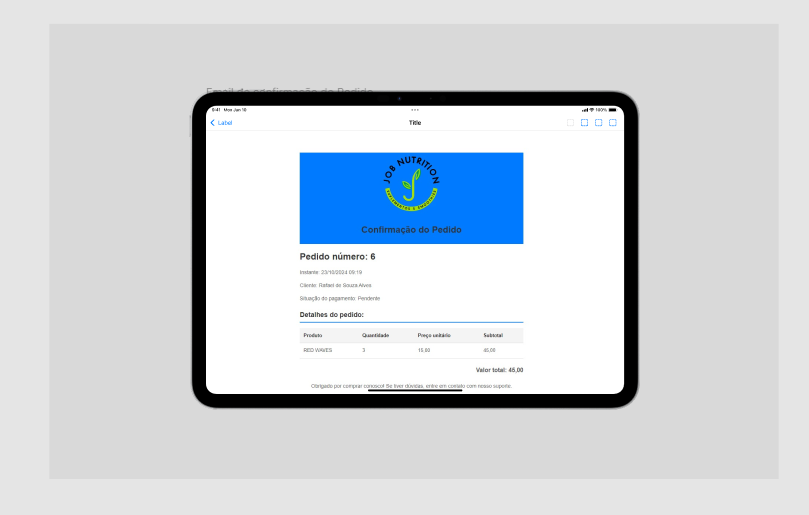 Email de confirmação do Pedido
9:41 Mon Jun 10
100%
Label
Title
JOB NUTRITION
Confirmação do Pedido
Pedido número: 6
Instante: 23/10/2024 09:19
Cliente: Rafael de Souza Alves
Situação do pagamento: Pendente
Detalhes do pedido:
Produto Quantidade Preço unitário Subtotal
RED WAVES 3 15,00 45,00
Valor total: 45,00
Obrigado por comprar conosco! Se tiver dúvidas, entre em contato com nosso suporte.